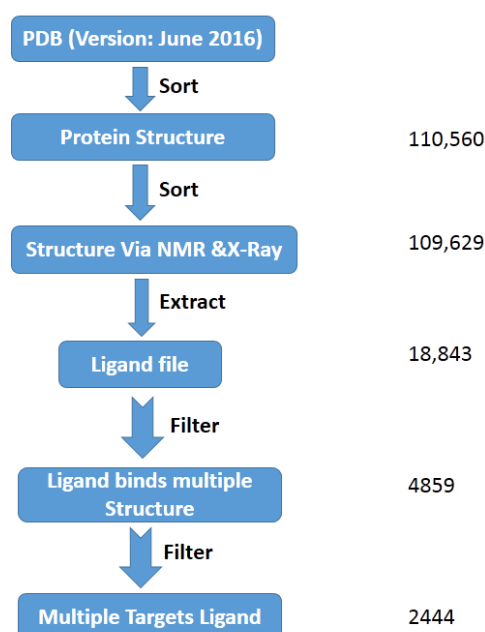 PDB (Version: June 2016)
Sort
Protein Structure 110,560
Sort
Structure Via NMR &X-Ray 109,629
Extract
Ligand file 18,843
Filter
Ligand binds multiple
Structure 4859
Filter
Multiple Targets Ligand 2444